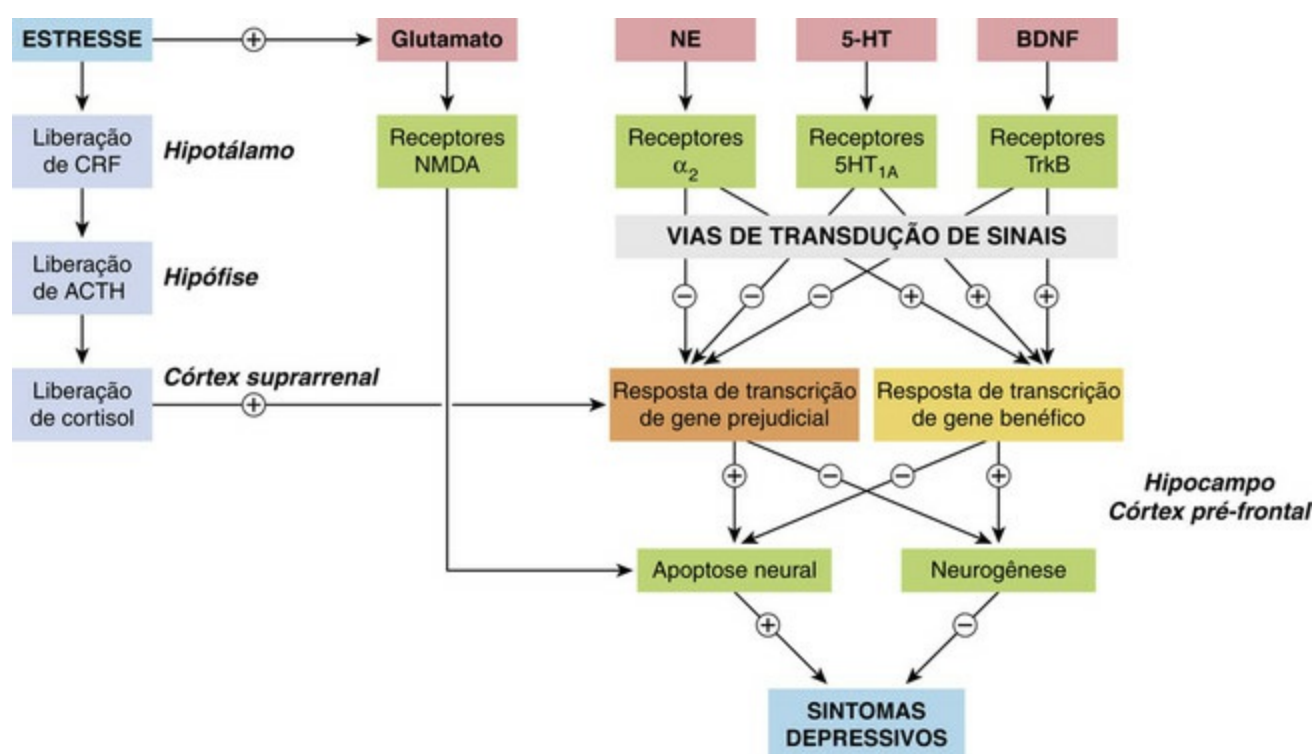 ESTRESSE
+
Glutamato
NE
5-HT
BDNF
Liberação
de CRF
Hipotálamo
Receptores
NMDA
Receptores
α2
Receptores
5HT1A
Receptores
TrkB
VIAS DE TRANSDUÇÃO DE SINAIS
Liberação
de ACTH
Hipófise
−
−
−
+
+
+
Liberação
de cortisol
Córtex suprarrenal
+
Resposta de transcrição
de gene prejudicial
Resposta de transcrição
de gene benéfico
+
−
−
+
Hipocampo
Córtex pré-frontal
Apoptose neural
Neurogênese
+
−
SINTOMAS
DEPRESSIVOS